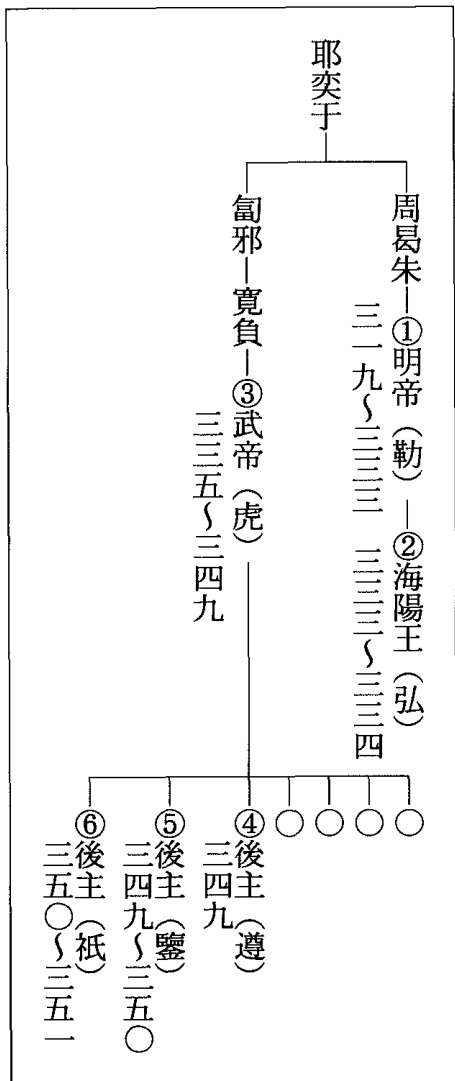 耶奕于
周曷朱―①明帝（勒）―②海陽王（弘）
三一九〜三三三　三三三〜三三四
匐邪―寛負―③武帝（虎）
三三五〜三四九
○
○
○
○
④後主（遵）
三四九
⑤後主（鑒）
三四九〜三五〇
⑥後主（祇）
三五〇〜三五一